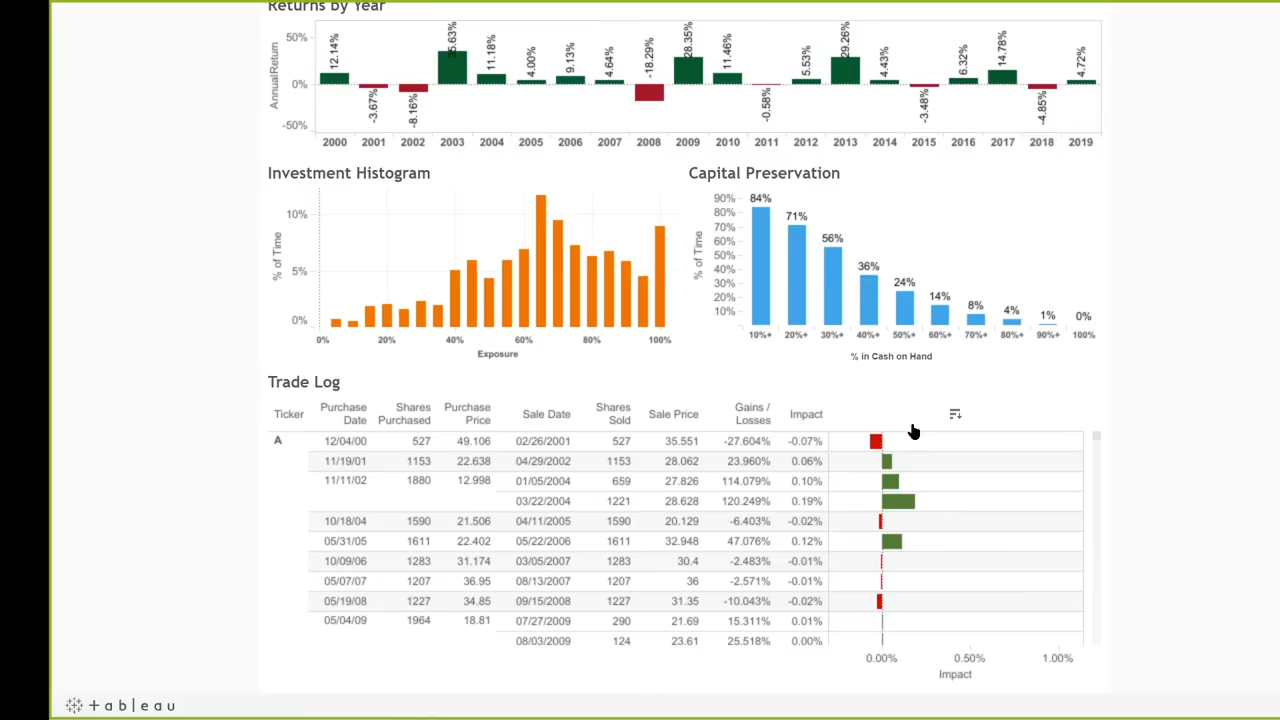 Returns by Year
AnnualReturn
50%
0%
-50%
12.14% -3.67% -8.16% 35.63% 11.18% 4.00% 9.13% 4.64% -18.29% 28.35% 11.46% -0.58% 5.53% 29.26% 4.43% -3.48% 6.32% 14.78% -4.85% 4.72%
2000 2001 2002 2003 2004 2005 2006 2007 2008 2009 2010 2011 2012 2013 2014 2015 2016 2017 2018 2019
Investment Histogram
% of Time
10%
5%
0%
0% 20% 40% 60% 80% 100%
Exposure
Capital Preservation
% of Time
90%
80%
70%
60%
50%
40%
30%
20%
10%
84% 71% 56% 36% 24% 14% 8% 4% 1% 0%
10%+ 20%+ 30%+ 40%+ 50%+ 60%+ 70%+ 80%+ 90%+ 100%
% in Cash on Hand
Trade Log
Ticker Purchase Date Shares Purchased Purchase Price Sale Date Shares Sold Sale Price Gains / Losses Impact
A 12/04/00 527 49.106 02/26/2001 527 35.551 -27.604% -0.07%
11/19/01 1153 22.638 04/29/2002 1153 28.062 23.960% 0.06%
11/11/02 1880 12.998 01/05/2004 659 27.826 114.079% 0.10%
03/22/2004 1221 28.628 120.249% 0.19%
10/18/04 1590 21.506 04/11/2005 1590 20.129 -6.403% -0.02%
05/31/05 1611 22.402 05/22/2006 1611 32.948 47.076% 0.12%
10/09/06 1283 31.174 03/05/2007 1283 30.4 -2.483% -0.01%
05/07/07 1207 36.95 08/13/2007 1207 36 -2.571% -0.01%
05/19/08 1227 34.85 09/15/2008 1227 31.35 -10.043% -0.02%
05/04/09 1964 18.81 07/27/2009 290 21.69 15.311% 0.01%
08/03/2009 124 23.61 25.518% 0.00%
0.00% 0.50% 1.00%
Impact
+ableau